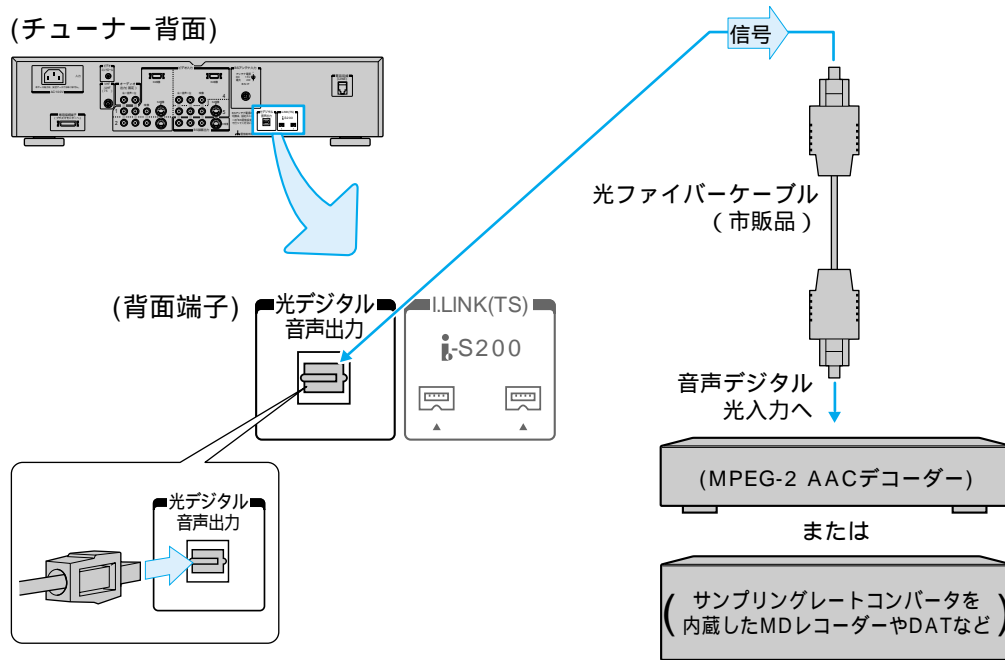 (チューナー背面)
信号
光ファイバーケーブル
(市販品)
(背面端子)
光デジタル
音声出力
I.LINK(TS)
i-S200
音声デジタル
光入力へ
(MPEG-2 AACデコーダー)
または
光デジタル
音声出力
(サンプリングレートコンバータを
内蔵したMDレコーダーやDATなど)